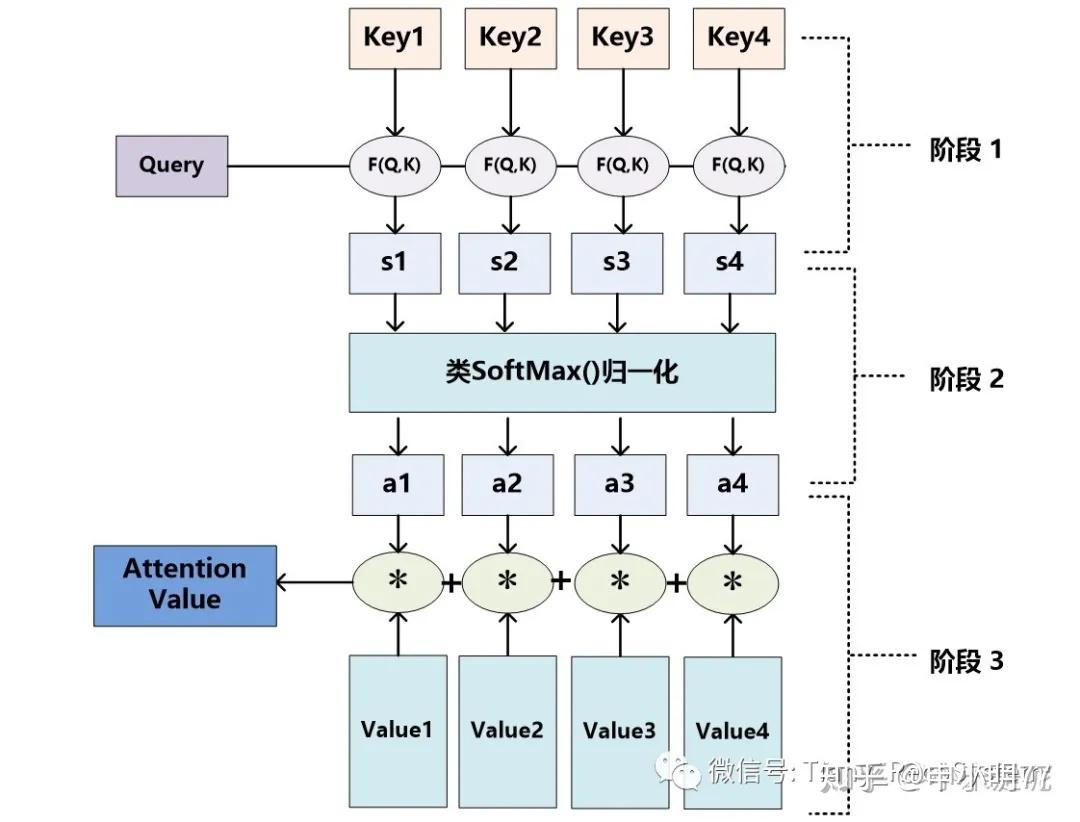 Key1 Key2 Key3 Key4
阶段 1
Query F(Q,K) F(Q,K) F(Q,K) F(Q,K)
s1 s2 s3 s4
类SoftMax()归一化
阶段 2
a1 a2 a3 a4
Attention
Value
* + * + * + *
阶段 3
Value1 Value2 Value3 Value4
微信号:
知乎